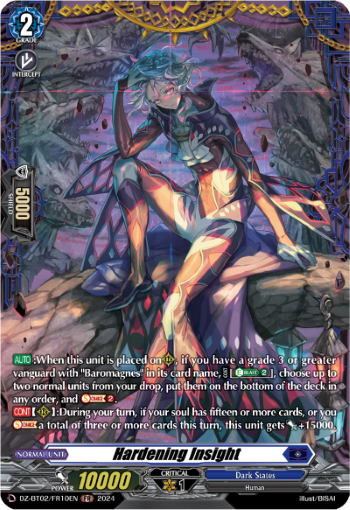 2
GRADE
INTERCEPT
5000
SHIELD
AUTO:When this unit is placed on , if you have a grade 3 or greater
vanguard with "Baromagnes" in its card name, [ 2 ], choose up to
two normal units from your drop, put them on the bottom of the deck in
any order, and 2.
CONT :During your turn, if your soul has fifteen or more cards, or you
a total of three or more cards this turn, this unit gets +15000.
NORMAL UNIT
Hardening Insight
POWER 10000
CRITICAL
1
Dark States
Human
DZ-BT02/FR10EN FR 2024
illust/BISAI